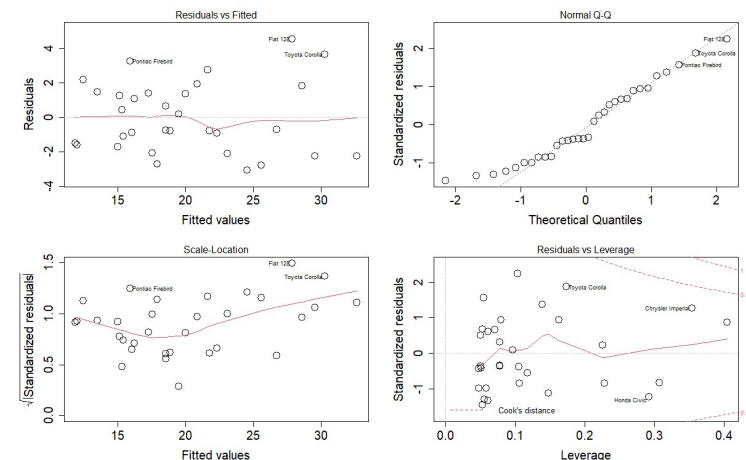 Residuals vs Fitted
Residuals
4
2
0
-2
-4
Fiat 128
Toyota Corolla
Pontiac Firebird
15 20 25 30
Fitted values
Normal Q-Q
Standardized residuals
2
1
0
-1
Fiat 128
Toyota Corolla
Pontiac Firebird
-2 -1 0 1 2
Theoretical Quantiles
Scale-Location
√|Standardized residuals|
1.5
1.0
0.5
0.0
Fiat 128
Toyota Corolla
Pontiac Firebird
15 20 25 30
Fitted values
Residuals vs Leverage
Standardized residuals
2
1
0
-1
Toyota Corolla
Chrysler Imperial
Honda Civic
Cook's distance
0.0 0.1 0.2 0.3 0.4
Leverage